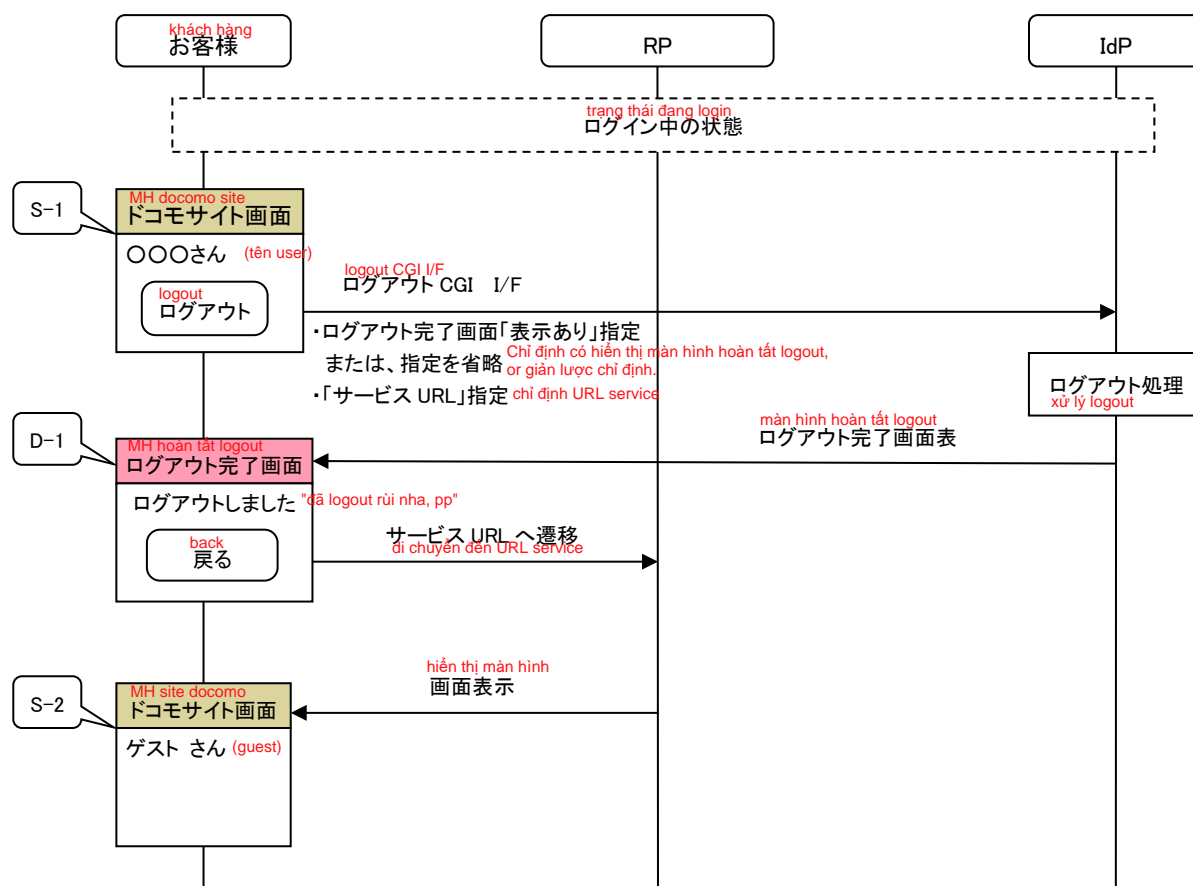 khách hàng
お客様
RP
IdP
trạng thái đang login
ログイン中の状態
S-1
MH docomo site
ドコモサイト画面
〇〇〇さん (tên user)
logout
ログアウト
logout CGI I/F
ログアウト CGI I/F
・ログアウト完了画面「表示あり」指定
または、指定を省略
Chỉ định có hiển thị màn hình hoàn tất logout,
or giản lược chỉ định.
・「サービス URL」指定 chỉ định URL service
ログアウト処理
xử lý logout
D-1
MH hoàn tất logout
ログアウト完了画面
màn hình hoàn tất logout
ログアウト完了画面表
ログアウトしました "đã logout rùi nha, pp"
back
戻る
サービス URL へ遷移
di chuyển đến URL service
S-2
MH site docomo
ドコモサイト画面
hiển thị màn hình
画面表示
ゲスト さん (guest)